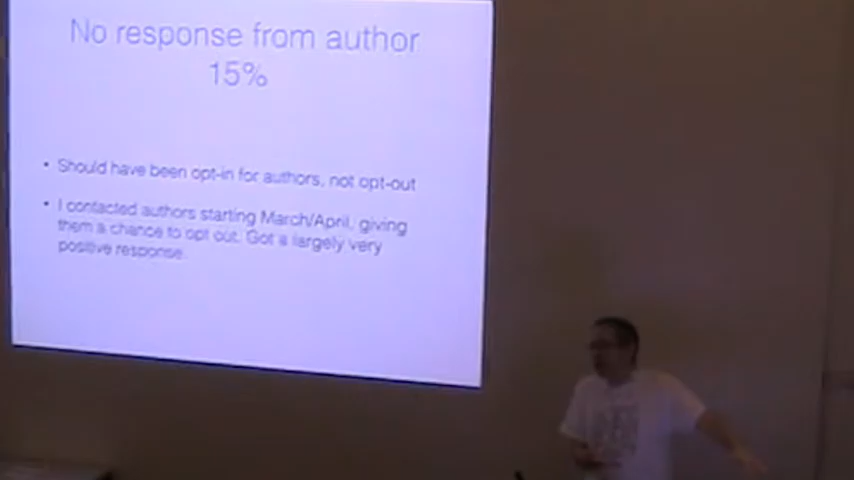 No response from author
15%
• Should have been opt-in for authors, not opt-out
• I contacted authors starting March/April, giving
them a chance to opt out. Got a largely very
positive response.